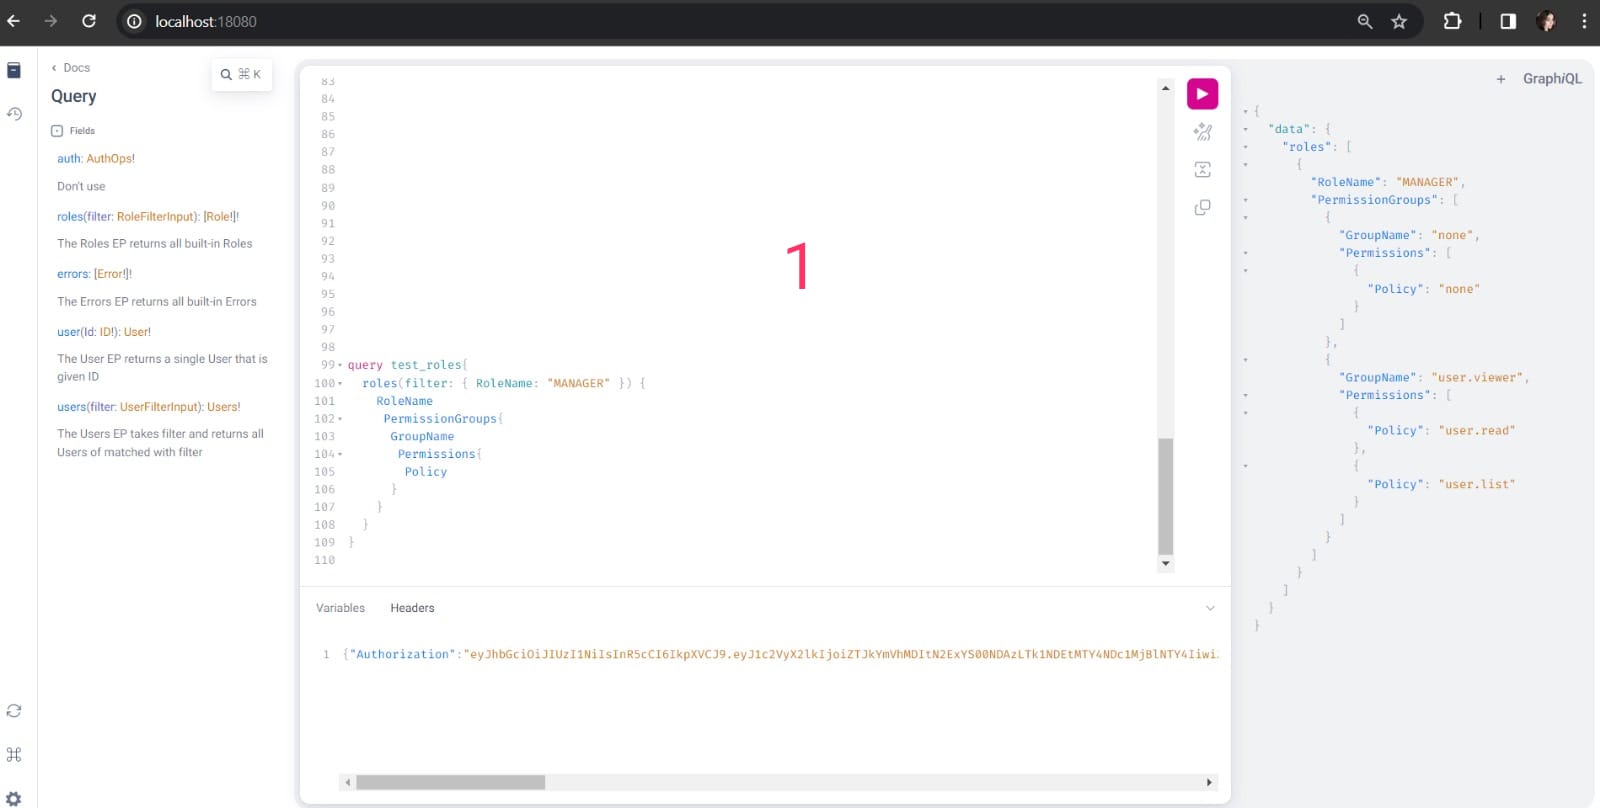 localhost:18080
Docs
⌘ K
Query
Fields
auth: AuthOps!
Don't use
roles(filter: RoleFilterInput): [Role!]!
The Roles EP returns all built-in Roles
errors: [Error!]!
The Errors EP returns all built-in Errors
user(Id: ID!): User!
The User EP returns a single User that is
given ID
users(filter: UserFilterInput): Users!
The Users EP takes filter and returns all
Users of matched with filter
83
84
85
86
87
88
89
90
91
92
93
94
95
96
97
98
99 query test_roles{
100 roles(filter: { RoleName: "MANAGER" }) {
101 RoleName
102 PermissionGroups{
103 GroupName
104 Permissions{
105 Policy
106 }
107 }
108 }
109 }
110
1
Variables Headers
1 {"Authorization":"eyJhbGciOiJIUzI1NiIsInR5cCI6IkpXVCJ9.eyJ1c2VyX2lkIjoiZTJkYmVhMDItN2ExYS00NDAzLTk1NDEtMTY4NDc1MjBlNTY4Iiwi
+ GraphiQL
{
"data": {
"roles": [
{
"RoleName": "MANAGER",
"PermissionGroups": [
{
"GroupName": "none",
"Permissions": [
{
"Policy": "none"
}
]
},
{
"GroupName": "user.viewer",
"Permissions": [
{
"Policy": "user.read"
},
{
"Policy": "user.list"
}
]
}
]
}
]
}
}